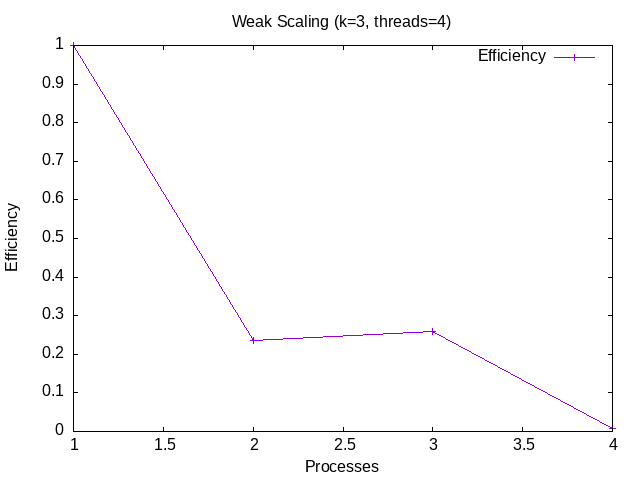 Weak Scaling (k=3, threads=4)
Efficiency
1
0.9
0.8
0.7
0.6
0.5
0.4
0.3
0.2
0.1
0
Efficiency
1 1.5 2 2.5 3 3.5 4
Processes